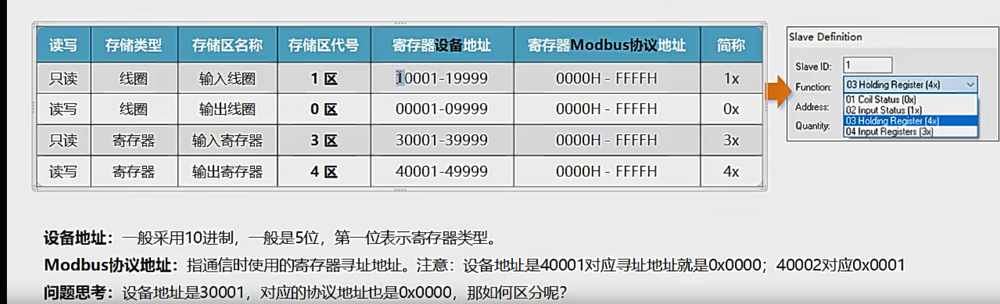 读写 存储类型 存储区名称 存储区代号 寄存器设备地址 寄存器Modbus协议地址 简称
只读 线圈 输入线圈 1 区 10001-19999 0000H - FFFFH 1x
读写 线圈 输出线圈 0 区 00001-09999 0000H - FFFFH 0x
只读 寄存器 输入寄存器 3 区 30001-39999 0000H - FFFFH 3x
读写 寄存器 输出寄存器 4 区 40001-49999 0000H - FFFFH 4x
Slave Definition
Slave ID: 1
Function: 03 Holding Register (4x)
01 Coil Status (0x)
Address: 02 Input Status (1x)
03 Holding Register (4x)
Quantity: 04 Input Registers (3x)
设备地址：一般采用10进制，一般是5位，第一位表示寄存器类型。
Modbus协议地址：指通信时使用的寄存器寻址地址。注意：设备地址是40001对应寻址地址就是0x0000；40002对应0x0001
问题思考：设备地址是30001，对应的协议地址也是0x0000，那如何区分呢？